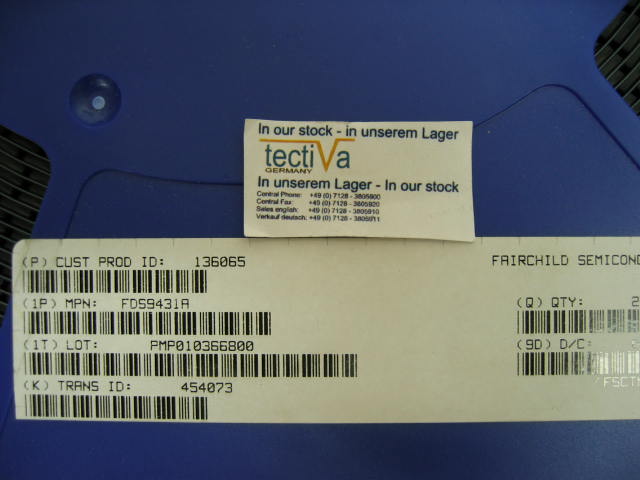 In our stock - in unserem Lager
tectiVa
GERMANY
In unserem Lager - In our stock
Central Phone: +49 (0) 7128 - 3805900
Central Fax: +49 (0) 7128 - 3805920
Sales english: +49 (0) 7128 - 3805910
Verkauf deutsch: +49 (0) 7128 - 3805911
(P) CUST PROD ID: 136065
FAIRCHILD SEMICOND
(1P) MPN: FDS9431A
(Q) QTY: 2
(1T) LOT: PMP010366800
(9D) D/C:
(K) TRANS ID: 454073
/FSCTM